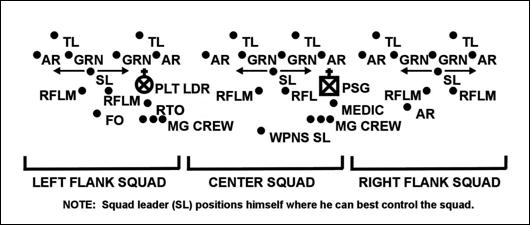 TL TL TL TL TL TL
AR GRN GRN AR AR GRN GRN AR AR GRN GRN AR
SL SL SL
PLT LDR PSG
RFLM RFLM RFLM RFL RFLM RFLM
RTO MEDIC AR
FO MG CREW MG CREW
WPNS SL
LEFT FLANK SQUAD CENTER SQUAD RIGHT FLANK SQUAD
NOTE: Squad leader (SL) positions himself where he can best control the squad.